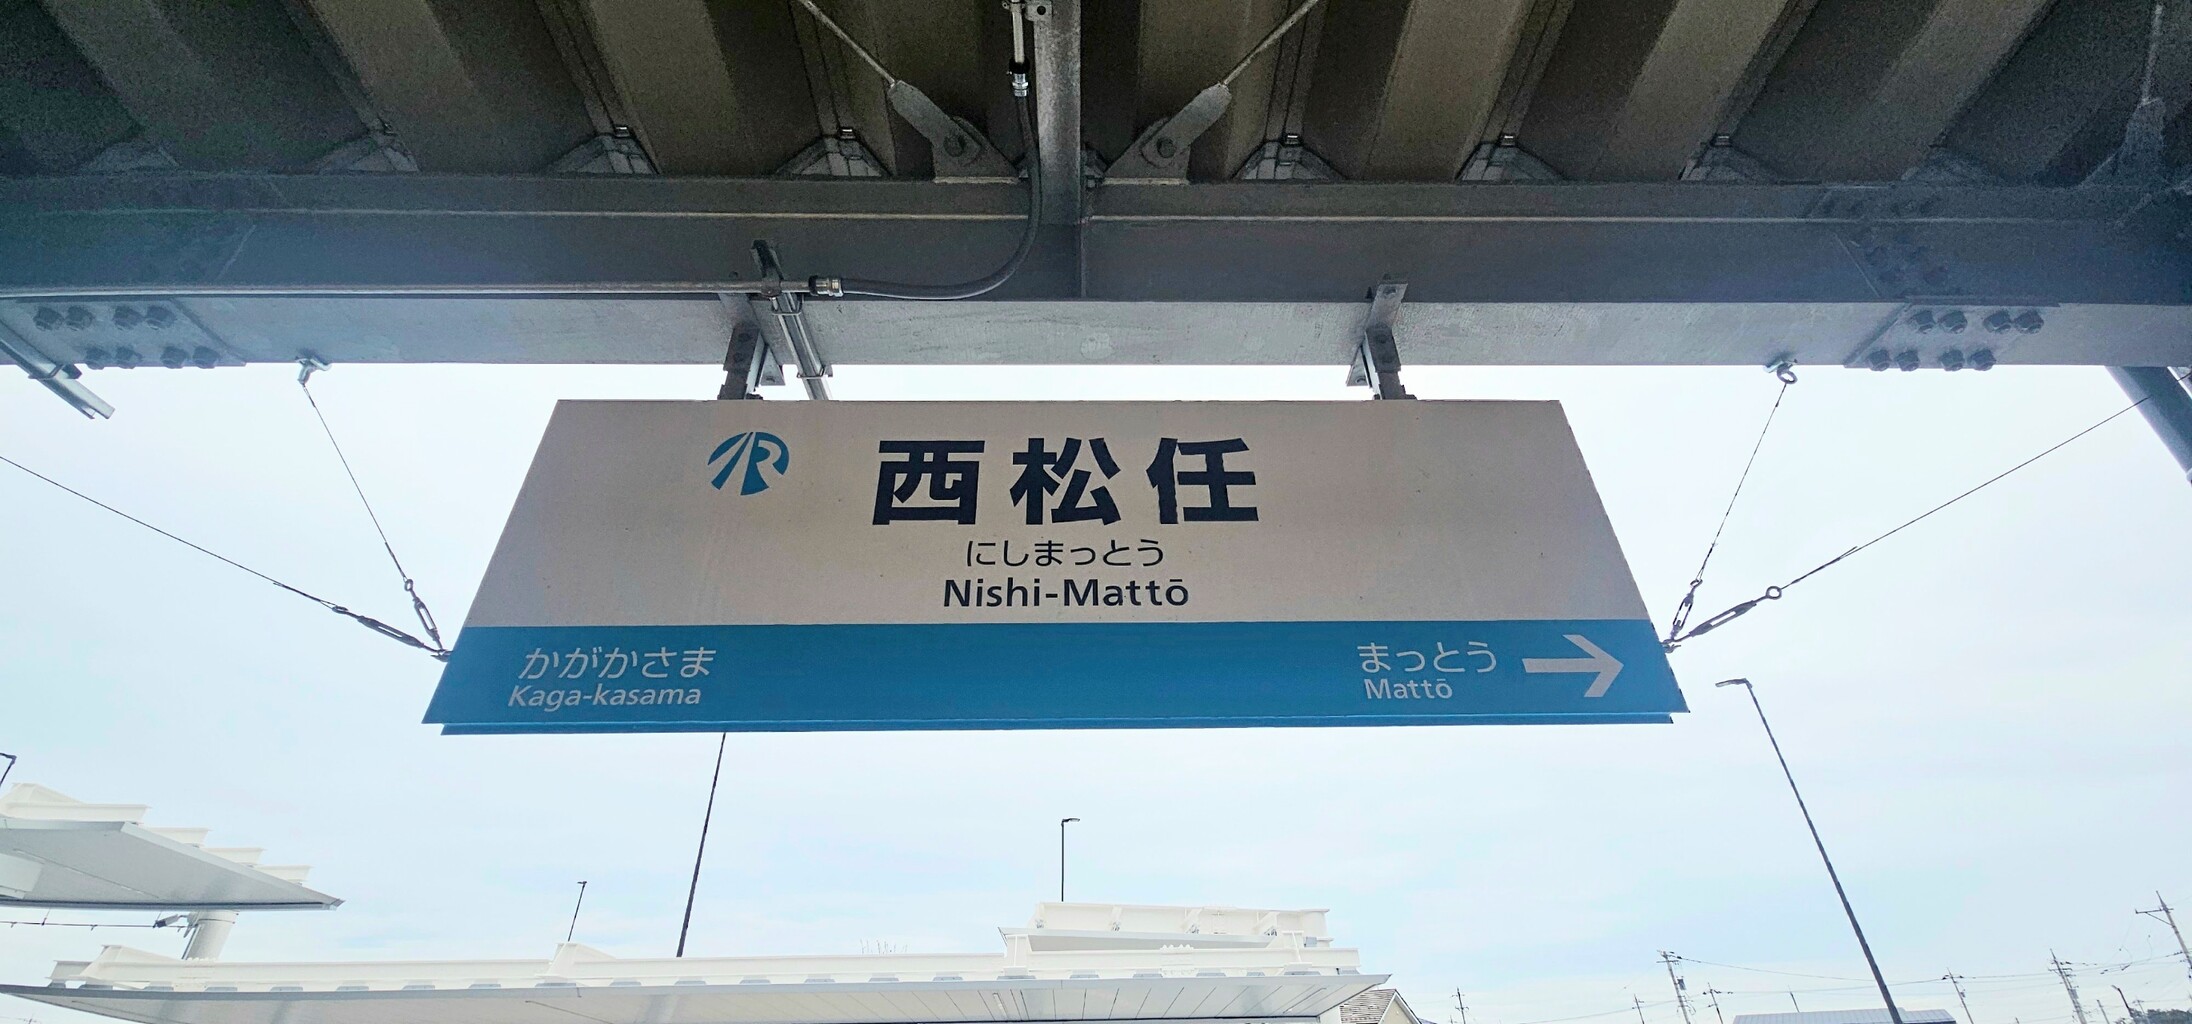 IR
西松任
にしまっとう
Nishi-Mattō
かがかさま
Kaga-kasama
まっとう
Mattō